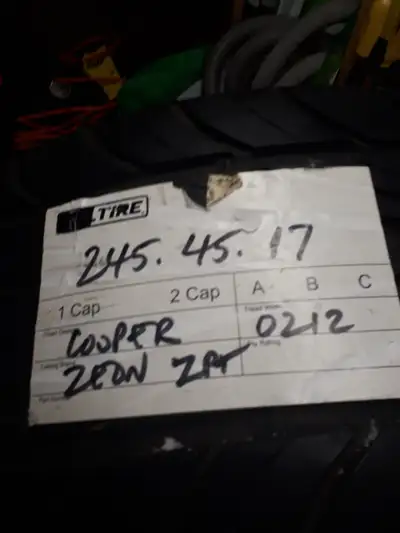 .TIRE
245.45.17
1 Cap 2 Cap A B C
COOPER 0212
ZEON ZPT